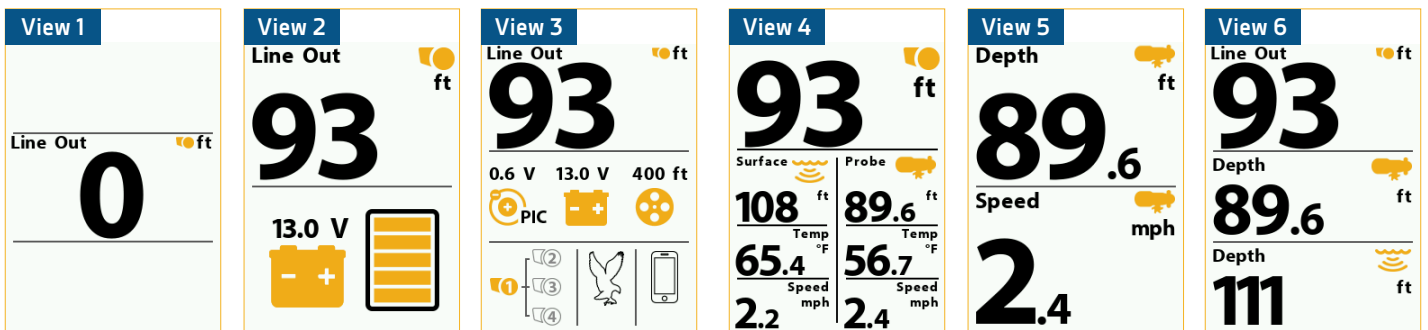 View 1
Line Out
ft
0
View 2
Line Out
ft
93
13.0 V
View 3
Line Out
ft
93
0.6 V 13.0 V 400 ft
PIC
1
2
3
4
View 4
93
ft
Surface
ft
108
Temp
°F
65.4
Speed
mph
2.2
Probe
ft
89.6
Temp
°F
56.7
Speed
mph
2.4
View 5
Depth
ft
89.6
Speed
mph
2.4
View 6
Line Out
ft
93
Depth
ft
89.6
Depth
ft
111